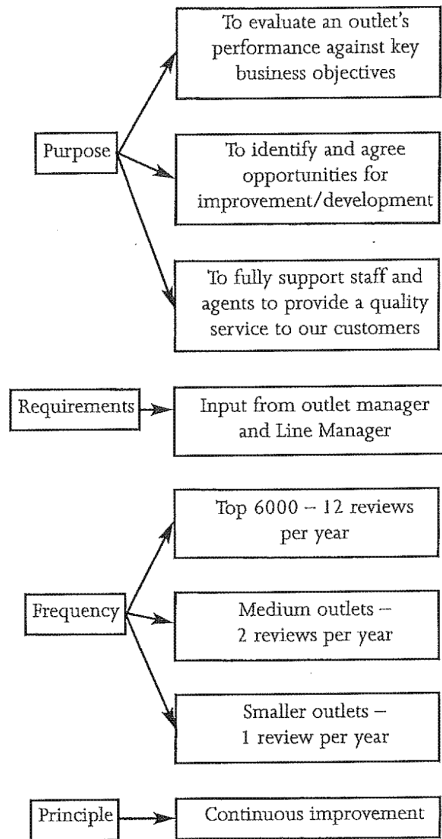 To evaluate an outlet's
performance against key
business objectives
Purpose
To identify and agree
opportunities for
improvement/development
To fully support staff and
agents to provide a quality
service to our customers
Requirements
Input from outlet manager
and Line Manager
Top 6000 – 12 reviews
per year
Frequency
Medium outlets –
2 reviews per year
Smaller outlets –
1 review per year
Principle
Continuous improvement